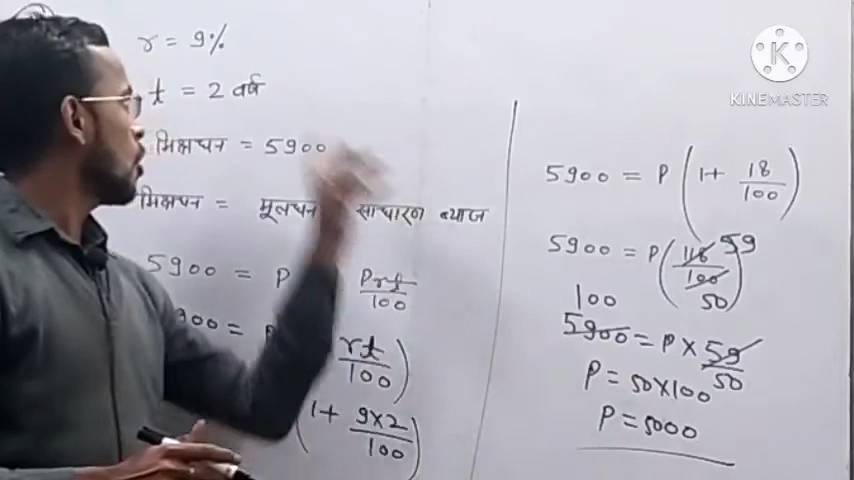 r = 9%
t = 2 वर्ष
मिश्रधन = 5900
मिश्रधन = मूलधन साधारण ब्याज
5900 = P Prt/100
900 = P rt/100)
(1 + 9×2/100)
5900 = P (1 + 18/100)
5900 = P (118/100) 59 50
100
5900 = P × 59/50
P = 50×100
P = 5000
K
KINEMASTER